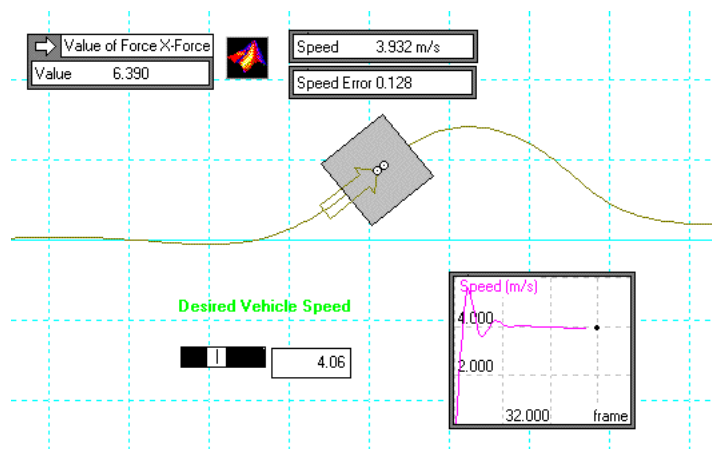 Value of Force X-Force
Value 6.390
Speed 3.932 m/s
Speed Error 0.128
Desired Vehicle Speed
4.06
Speed (m/s)
4.000
2.000
32.000 frame